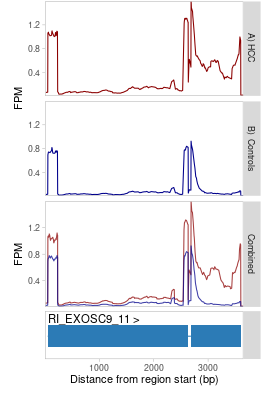 1.2
0.8
0.4
A) HCC
FPM
1.2
0.8
0.4
B) Controls
1.2
0.8
0.4
Combined
FPM
RI_EXOSC9_11 >
1000 2000 3000
Distance from region start (bp)